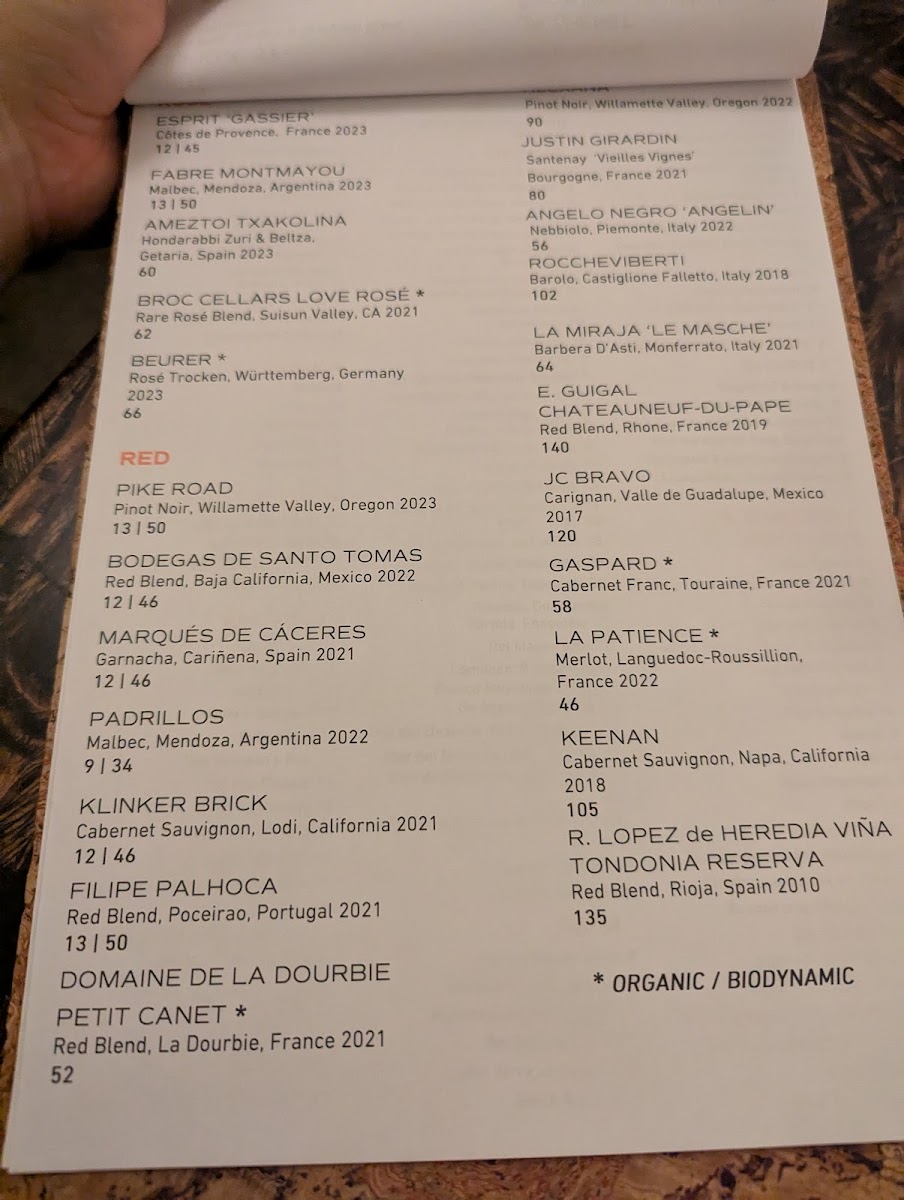 ESPRIT 'GASSIER'
Côtes de Provence, France 2023
12 | 45
FABRE MONTMAYOU
Malbec, Mendoza, Argentina 2023
13 | 50
AMEZTOI TXAKOLINA
Hondarabbi Zuri & Beltza,
Getaria, Spain 2023
60
BROC CELLARS LOVE ROSÉ *
Rare Rosé Blend, Suisun Valley, CA 2021
62
BEURER *
Rosé Trocken, Württemberg, Germany
2023
66
RED
PIKE ROAD
Pinot Noir, Willamette Valley, Oregon 2023
13 | 50
BODEGAS DE SANTO TOMAS
Red Blend, Baja California, Mexico 2022
12 | 46
MARQUÉS DE CÁCERES
Garnacha, Cariñena, Spain 2021
12 | 46
PADRILLOS
Malbec, Mendoza, Argentina 2022
9 | 34
KLINKER BRICK
Cabernet Sauvignon, Lodi, California 2021
12 | 46
FILIPE PALHOCA
Red Blend, Poceirao, Portugal 2021
13 | 50
DOMAINE DE LA DOURBIE
PETIT CANET *
Red Blend, La Dourbie, France 2021
52
Pinot Noir, Willamette Valley, Oregon 2022
90
JUSTIN GIRARDIN
Santenay 'Vieilles Vignes'
Bourgogne, France 2021
80
ANGELO NEGRO 'ANGELIN'
Nebbiolo, Piemonte, Italy 2022
56
ROCCHEVIBERTI
Barolo, Castiglione Falletto, Italy 2018
102
LA MIRAJA 'LE MASCHE'
Barbera D'Asti, Monferrato, Italy 2021
64
E. GUIGAL
CHATEAUNEUF-DU-PAPE
Red Blend, Rhone, France 2019
140
JC BRAVO
Carignan, Valle de Guadalupe, Mexico
2017
120
GASPARD *
Cabernet Franc, Touraine, France 2021
58
LA PATIENCE *
Merlot, Languedoc-Roussillion,
France 2022
46
KEENAN
Cabernet Sauvignon, Napa, California
2018
105
R. LOPEZ de HEREDIA VIÑA
TONDONIA RESERVA
Red Blend, Rioja, Spain 2010
135
* ORGANIC / BIODYNAMIC